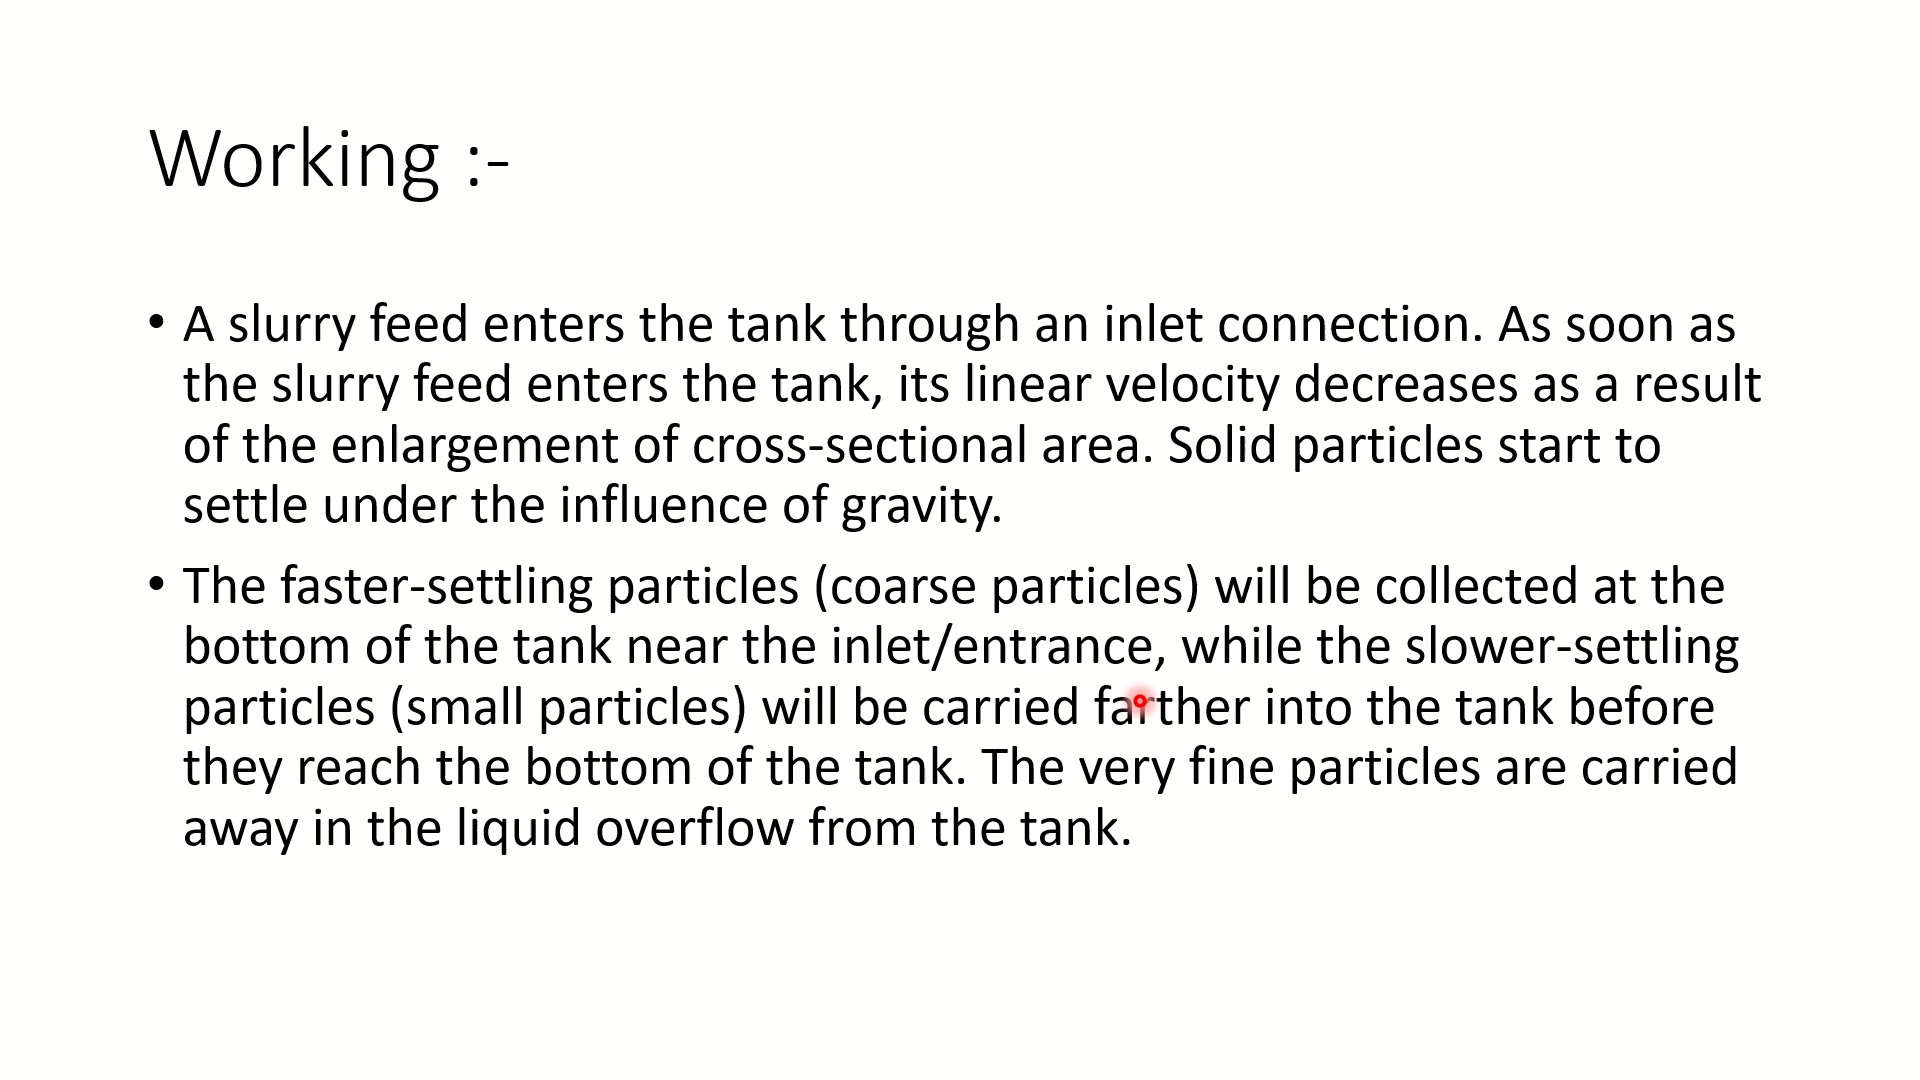 Working :-
• A slurry feed enters the tank through an inlet connection. As soon as
the slurry feed enters the tank, its linear velocity decreases as a result
of the enlargement of cross-sectional area. Solid particles start to
settle under the influence of gravity.
• The faster-settling particles (coarse particles) will be collected at the
bottom of the tank near the inlet/entrance, while the slower-settling
particles (small particles) will be carried farther into the tank before
they reach the bottom of the tank. The very fine particles are carried
away in the liquid overflow from the tank.